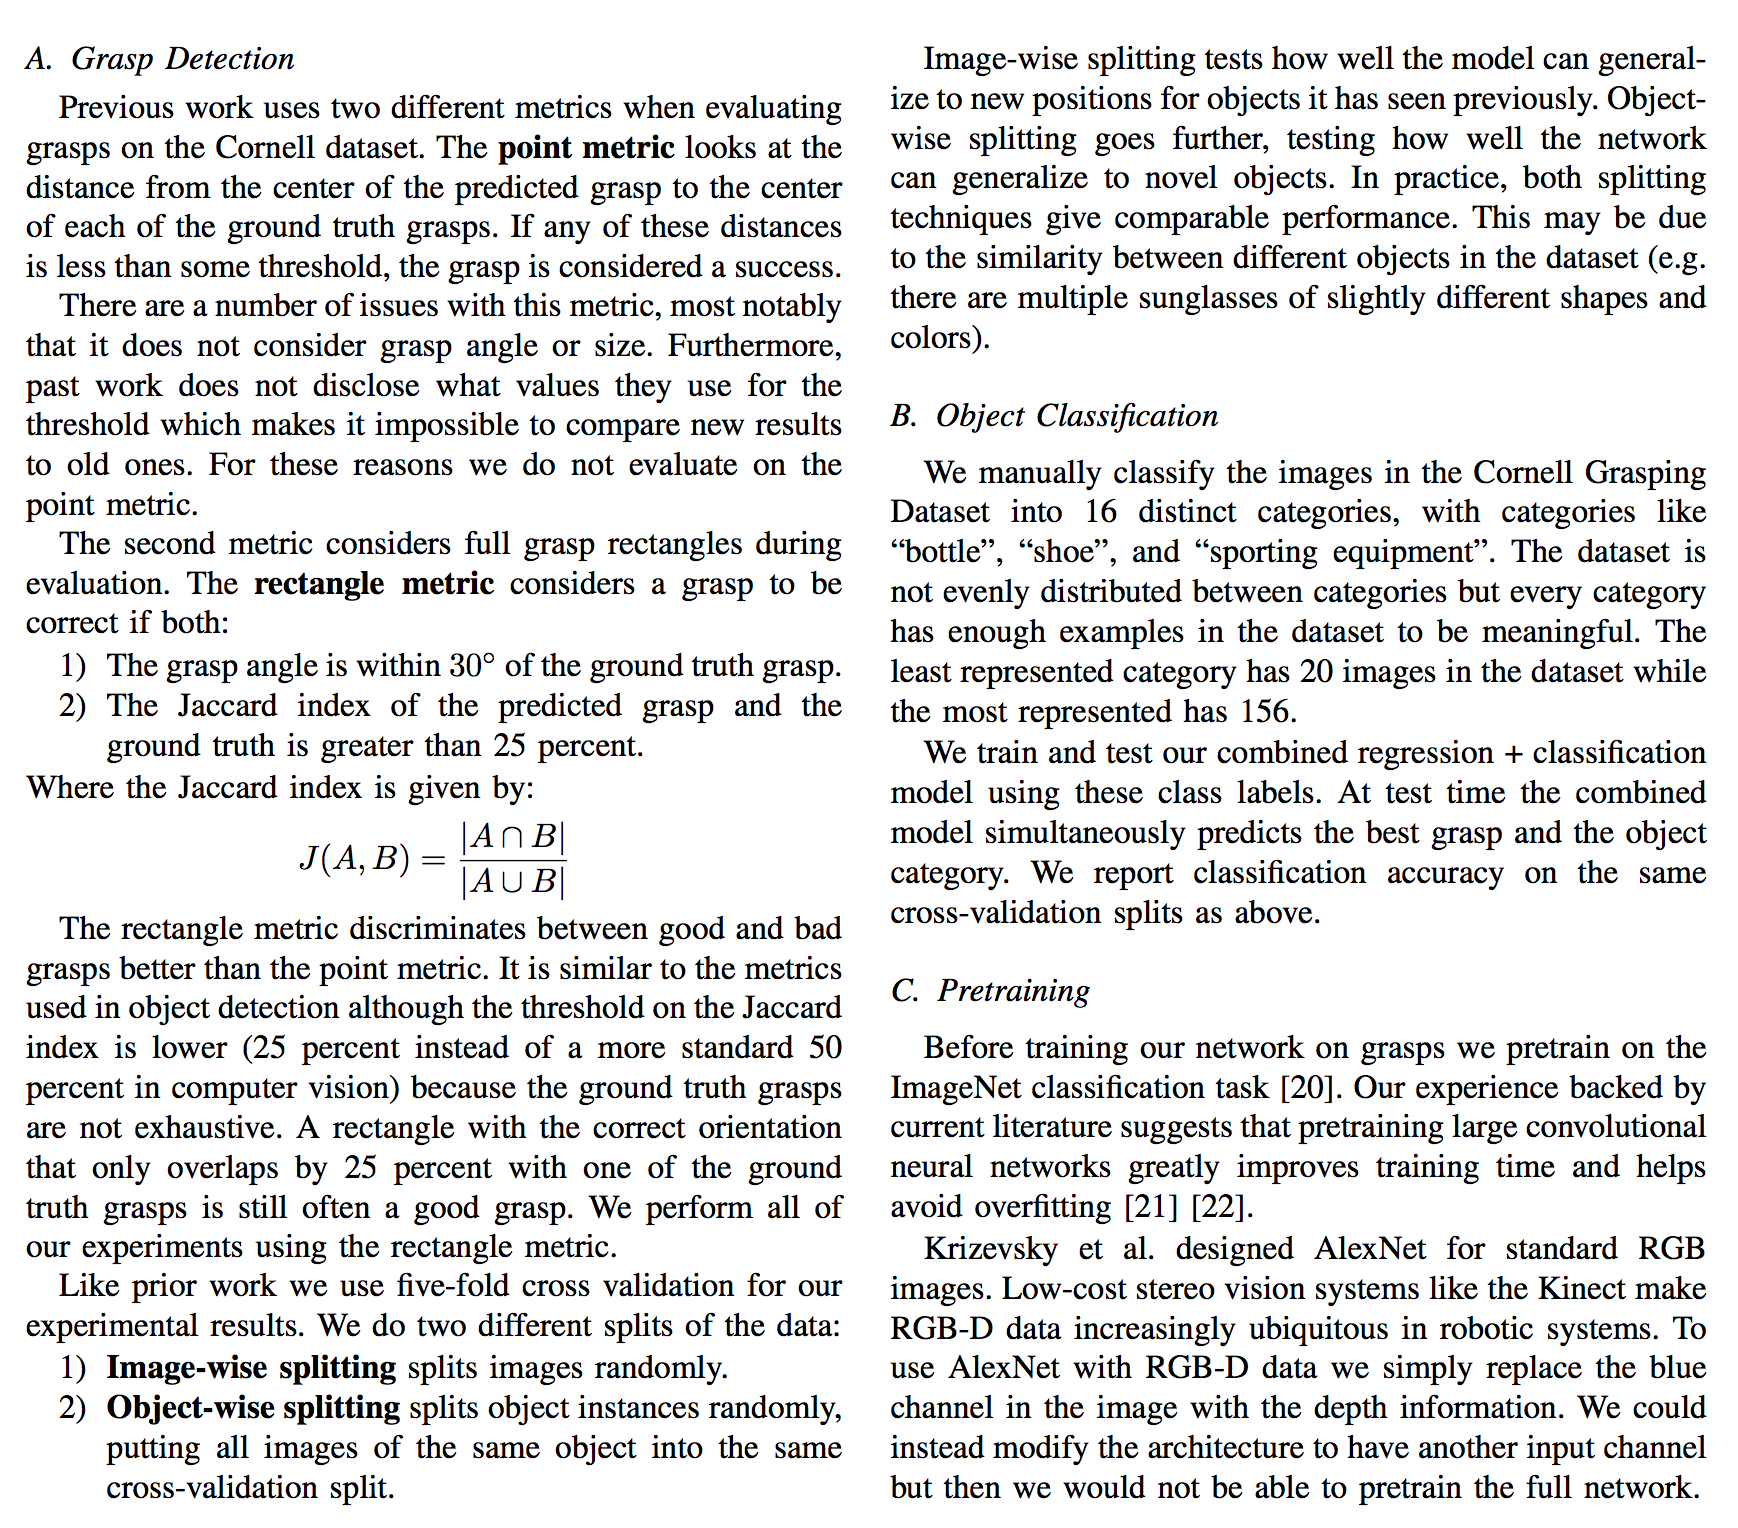 A. Grasp Detection
Previous work uses two different metrics when evaluating
grasps on the Cornell dataset. The point metric looks at the
distance from the center of the predicted grasp to the center
of each of the ground truth grasps. If any of these distances
is less than some threshold, the grasp is considered a success.
There are a number of issues with this metric, most notably
that it does not consider grasp angle or size. Furthermore,
past work does not disclose what values they use for the
threshold which makes it impossible to compare new results
to old ones. For these reasons we do not evaluate on the
point metric.
The second metric considers full grasp rectangles during
evaluation. The rectangle metric considers a grasp to be
correct if both:
1) The grasp angle is within 30° of the ground truth grasp.
2) The Jaccard index of the predicted grasp and the
ground truth is greater than 25 percent.
Where the Jaccard index is given by:
J(A, B) = |A ∩ B| / |A ∪ B|
The rectangle metric discriminates between good and bad
grasps better than the point metric. It is similar to the metrics
used in object detection although the threshold on the Jaccard
index is lower (25 percent instead of a more standard 50
percent in computer vision) because the ground truth grasps
are not exhaustive. A rectangle with the correct orientation
that only overlaps by 25 percent with one of the ground
truth grasps is still often a good grasp. We perform all of
our experiments using the rectangle metric.
Like prior work we use five-fold cross validation for our
experimental results. We do two different splits of the data:
1) Image-wise splitting splits images randomly.
2) Object-wise splitting splits object instances randomly,
putting all images of the same object into the same
cross-validation split.
Image-wise splitting tests how well the model can general-
ize to new positions for objects it has seen previously. Object-
wise splitting goes further, testing how well the network
can generalize to novel objects. In practice, both splitting
techniques give comparable performance. This may be due
to the similarity between different objects in the dataset (e.g.
there are multiple sunglasses of slightly different shapes and
colors).
B. Object Classification
We manually classify the images in the Cornell Grasping
Dataset into 16 distinct categories, with categories like
“bottle”, “shoe”, and “sporting equipment”. The dataset is
not evenly distributed between categories but every category
has enough examples in the dataset to be meaningful. The
least represented category has 20 images in the dataset while
the most represented has 156.
We train and test our combined regression + classification
model using these class labels. At test time the combined
model simultaneously predicts the best grasp and the object
category. We report classification accuracy on the same
cross-validation splits as above.
C. Pretraining
Before training our network on grasps we pretrain on the
ImageNet classification task [20]. Our experience backed by
current literature suggests that pretraining large convolutional
neural networks greatly improves training time and helps
avoid overfitting [21] [22].
Krizevsky et al. designed AlexNet for standard RGB
images. Low-cost stereo vision systems like the Kinect make
RGB-D data increasingly ubiquitous in robotic systems. To
use AlexNet with RGB-D data we simply replace the blue
channel in the image with the depth information. We could
instead modify the architecture to have another input channel
but then we would not be able to pretrain the full network.